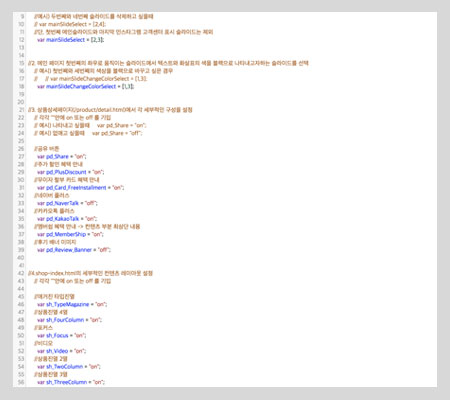 9 //예시) 두번째와 네번째 슬라이드를 삭제하고 싶을때
10 // var mainSlideSelect = [2,4];
11 //단, 첫번째 메인슬라이드와 마지막 인스타그램 고객센터 표시 슬라이드는 제외
12 var mainSlideSelect = [2,3];
13
14
15 //2. 메인 페이지 첫번째의 좌우로 움직이는 슬라이드에서 텍스트와 화살표의 색을 블랙으로 나타내고자하는 슬라이드를 선택
16 // 예시) 첫번째와 세번째의 색상을 블랙으로 바꾸고 싶은 경우
17 // // var mainSlideChangeColorSelect = [1,3];
18 var mainSlideChangeColorSelect = [1,3];
19
20
21 //3. 상품상세페이지(/product/detail.html)에서 각 세부적인 구성을 설정
22 // 각각 ""안에 on 또는 off 를 기입
23 // 예시) 나타내고 싶을때 var pd_Share = "on";
24 // 예시) 없애고 싶을때 var pd_Share = "off";
25
26 //공유 버튼
27 var pd_Share = "on";
28 //추가 할인 혜택 안내
29 var pd_PlusDiscount = "on";
30 //무이자 할부 카드 혜택 안내
31 var pd_Card_FreeInstallment = "on";
32 //네이버 톡톡
33 var pd_NaverTalk = "off";
34 //카카오톡 플러스
35 var pd_KakaoTalk = "on";
36 //멤버쉽 혜택 안내 -> 컨텐츠 부분 최상단 내용
37 var pd_MemberShip = "on";
38 //후기 배너 이미지
39 var pd_Review_Banner = "off";
40
41
42 //4.shop-index.html의 세부적인 컨텐츠 레이아웃 설정
43 // 각각 ""안에 on 또는 off 를 기입
44
45 //매거진 타입진열
46 var sh_TypeMagazine = "on";
47 //상품진열 4열
48 var sh_FourColumn = "on";
49 //포커스
50 var sh_Focus = "on";
51 //비디오
52 var sh_Video = "on";
53 //상품진열 2열
54 var sh_TwoColumn = "on";
55 //상품진열 3열
56 var sh_ThreeColumn = "on";